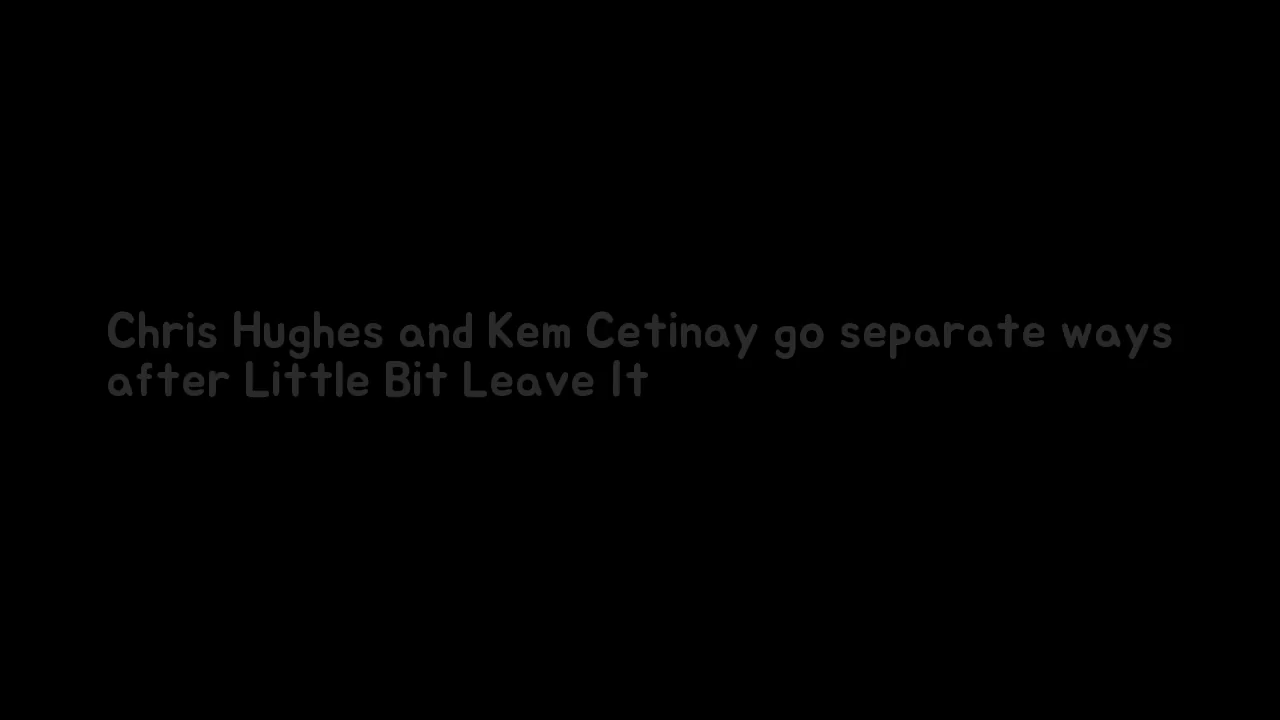 Chris Hughes and Kem Cetinay go separate ways
after Little Bit Leave It